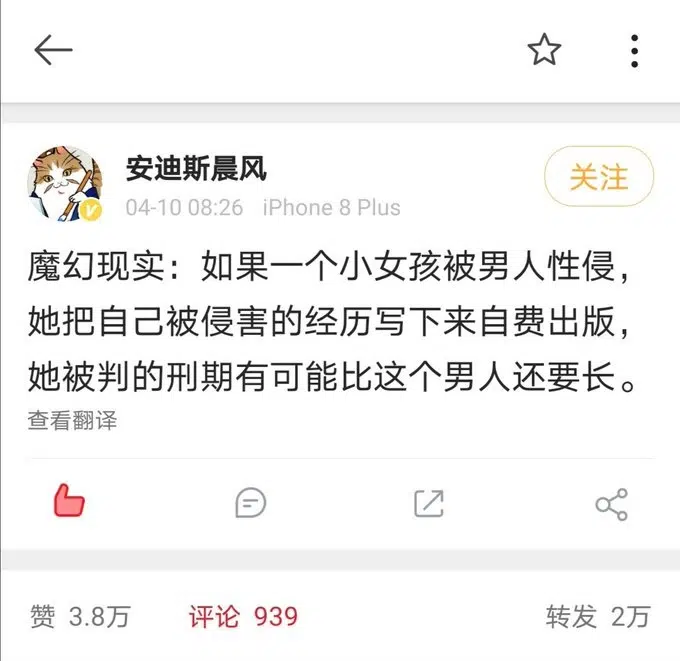 安迪斯晨风
关注
04-10 08:26 iPhone 8 Plus
魔幻现实：如果一个小女孩被男人性侵，
她把自己被侵害的经历写下来自费出版，
她被判的刑期有可能比这个男人还要长。
查看翻译
赞 3.8万 评论 939 转发 2万